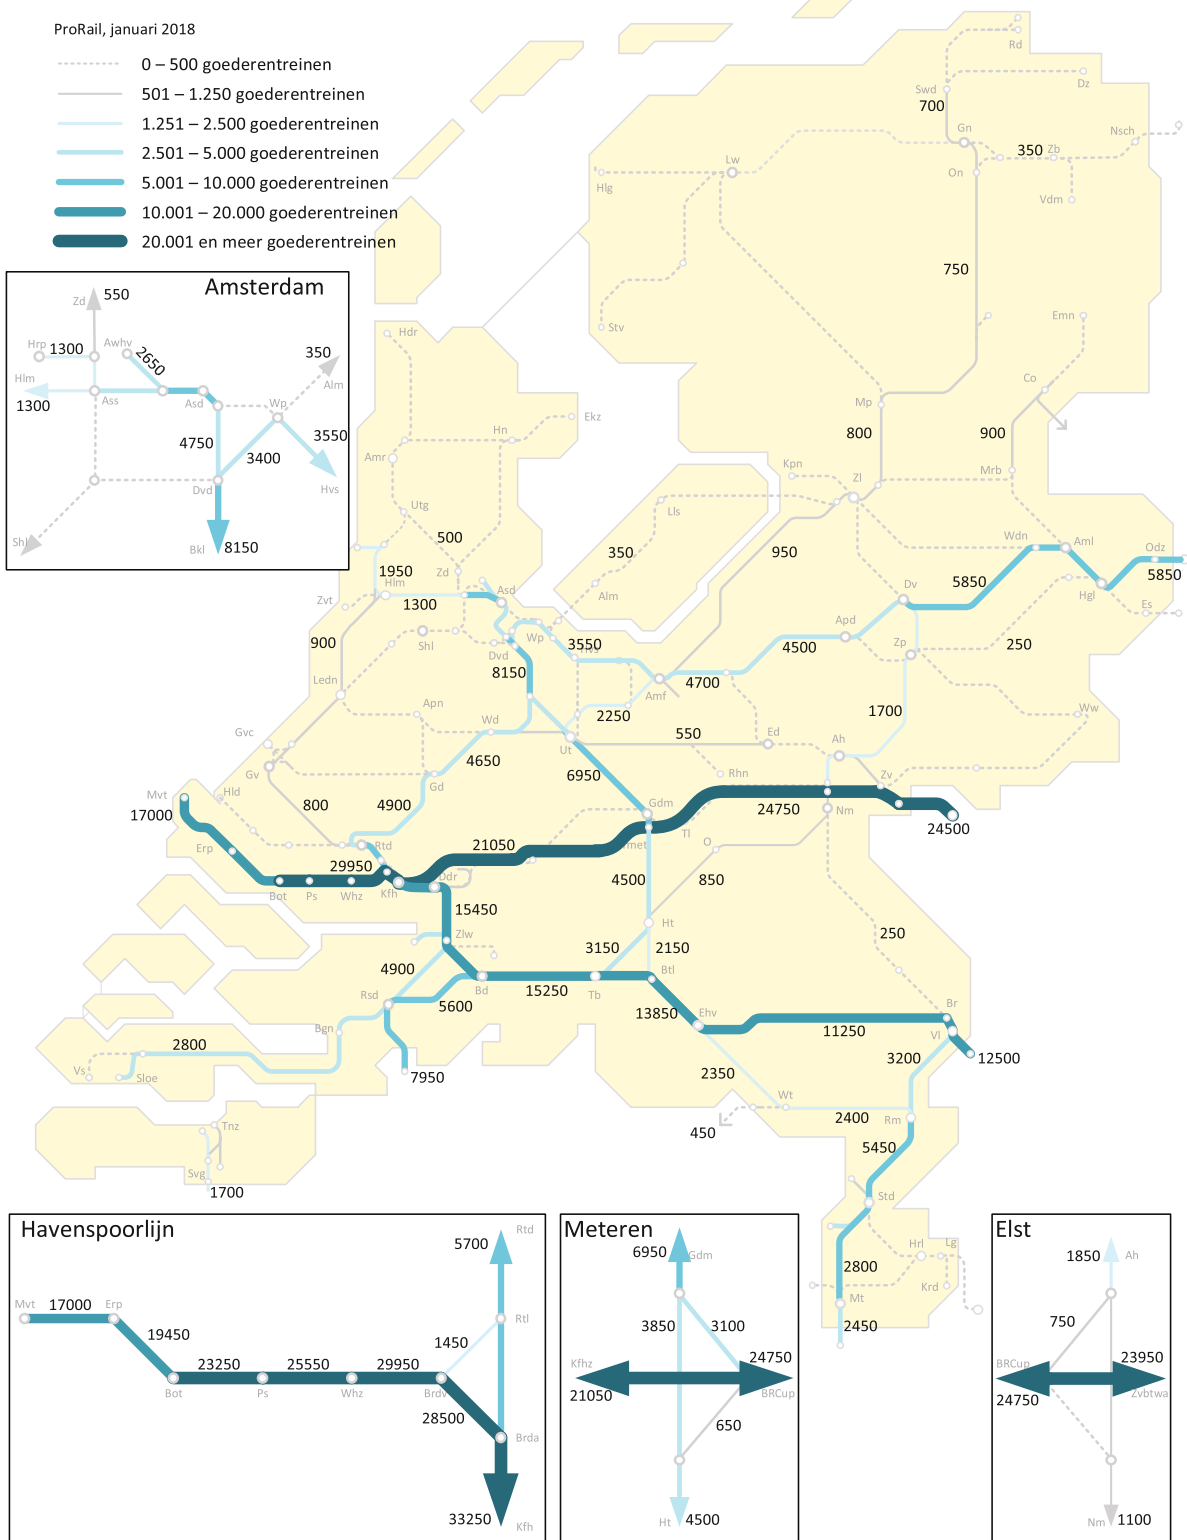 ProRail, januari 2018
0 – 500 goederentreinen
501 – 1.250 goederentreinen
1.251 – 2.500 goederentreinen
2.501 – 5.000 goederentreinen
5.001 – 10.000 goederentreinen
10.001 – 20.000 goederentreinen
20.001 en meer goederentreinen
Amsterdam
Zd
550
Hrp
1300
Awhv
2650
350
Alm
Hlm
1300
Ass
Asd
Wp
4750
3400
3550
Hvs
Dvd
Shl
Bkl
8150
Rd
Dz
Swd
700
Gn
Nsch
350
Zb
On
Vdm
Lw
Hlg
750
Stv
Emn
Co
Mp
800
900
Mrb
Hdr
Ekz
Hn
Amr
Utg
500
Kpn
Zl
Lls
350
950
Alm
Wdn
Aml
Odz
5850
5850
Hgl
Es
1950
Zd
Hlm
1300
Asd
Zvt
900
Shl
Wp
3550
Hvs
Dvd
8150
Dv
Apd
4500
Zp
250
Ledn
Amf
4700
2250
1700
Ww
Apn
Wd
Gvc
Ut
550
Ed
Ah
4650
Gv
Gd
6950
Rhn
Zv
Mvt
17000
Hld
800
4900
Gdm
24750
Nm
24500
Tl
Erp
Rtd
21050
met
O
29950
Ddr
4500
850
Bot
Ps
Whz
Kfh
15450
Zlw
Ht
250
3150
2150
4900
Btl
Rsd
Bd
15250
Tb
5600
13850
Ehv
Br
Bgn
11250
Vl
2800
3200
12500
Vs
Sloe
7950
2350
Wt
2400
Rm
450
5450
Tnz
Svg
1700
Std
Hrl
Lg
2800
Krd
Mt
2450
Havenspoorlijn
Rtd
5700
Mvt
17000
Erp
Rtl
19450
1450
23250
25550
29950
Bot
Ps
Whz
Brdv
28500
Brda
33250
Kfh
Meteren
6950
Gdm
3850
3100
Kfhz
24750
21050
BRCup
650
Ht
4500
Elst
1850
Ah
750
BRCup
23950
24750
Zvbtwa
Nm
1100